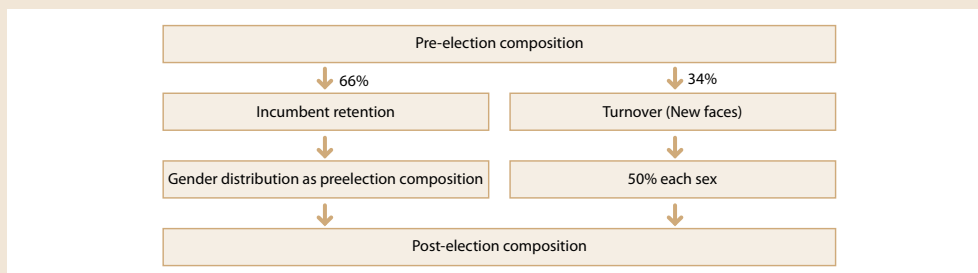 Pre-election composition
66%
34%
Incumbent retention
Turnover (New faces)
Gender distribution as preelection composition
50% each sex
Post-election composition